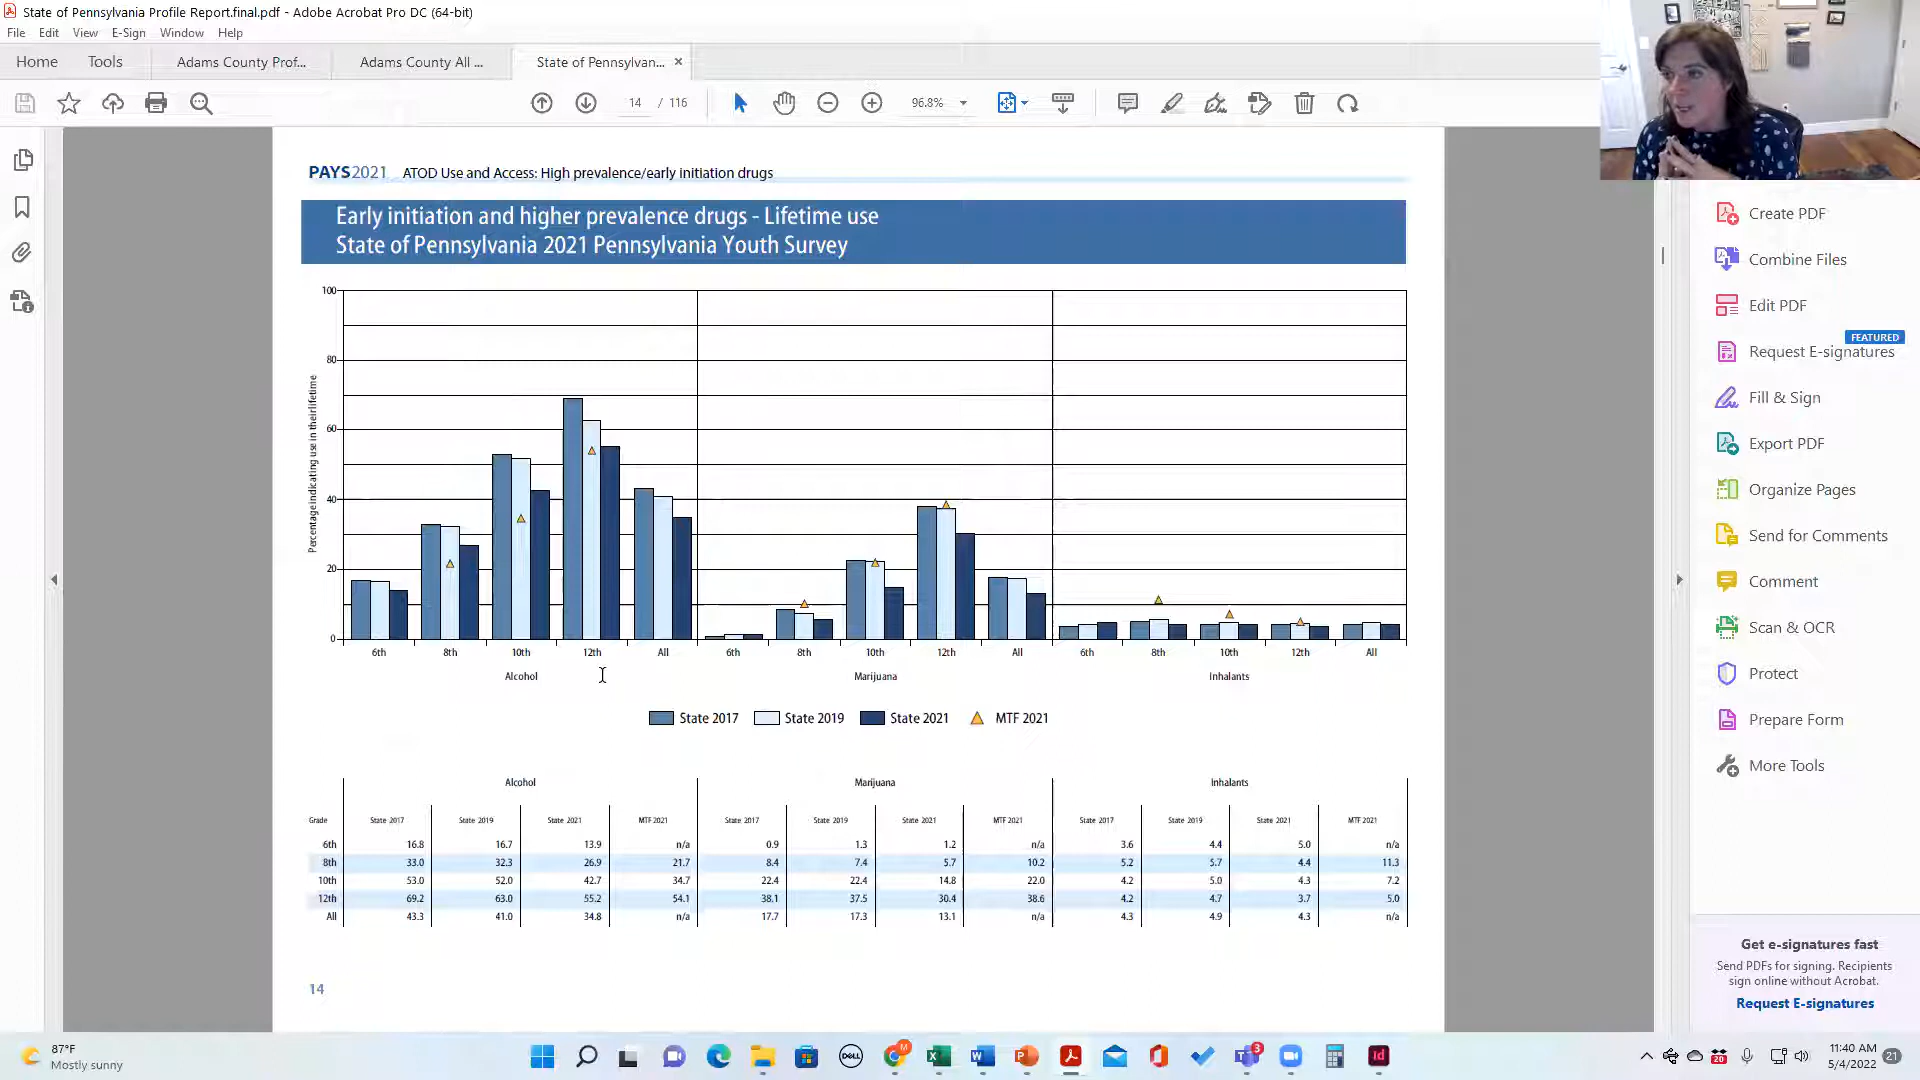 State of Pennsylvania Profile Report.final.pdf - Adobe Acrobat Pro DC (64-bit)
File Edit View E-Sign Window Help
Home Tools Adams County Prof... Adams County All ... State of Pennsylvan... ×
14 / 116 96.8%
PAYS2021 ATOD Use and Access: High prevalence/early initiation drugs
Early initiation and higher prevalence drugs - Lifetime use
State of Pennsylvania 2021 Pennsylvania Youth Survey
Percentage indicating use in their lifetime
100
80
60
40
20
0
6th 8th 10th 12th All 6th 8th 10th 12th All 6th 8th 10th 12th All
Alcohol Marijuana Inhalants
State 2017 State 2019 State 2021 MTF 2021
Alcohol Marijuana Inhalants
Grade State 2017 State 2019 State 2021 MTF 2021 State 2017 State 2019 State 2021 MTF 2021 State 2017 State 2019 State 2021 MTF 2021
6th 16.8 16.7 13.9 n/a 0.9 1.3 1.2 n/a 3.6 4.4 5.0 n/a
8th 33.0 32.3 26.9 21.7 8.4 7.4 5.7 10.2 5.2 5.7 4.4 11.3
10th 53.0 52.0 42.7 34.7 22.4 22.4 14.8 22.0 4.2 5.0 4.3 7.2
12th 69.2 63.0 55.2 54.1 38.1 37.5 30.4 38.6 4.2 4.7 3.7 5.0
All 43.3 41.0 34.8 n/a 17.7 17.3 13.1 n/a 4.3 4.9 4.3 n/a
14
Create PDF
Combine Files
Edit PDF
FEATURED
Request E-signatures
Fill & Sign
Export PDF
Organize Pages
Send for Comments
Comment
Scan & OCR
Protect
Prepare Form
More Tools
Get e-signatures fast
Send PDFs for signing. Recipients
sign online without Acrobat.
Request E-signatures
87°F
Mostly sunny
DELL
M
3
Id
20
11:40 AM
5/4/2022
21